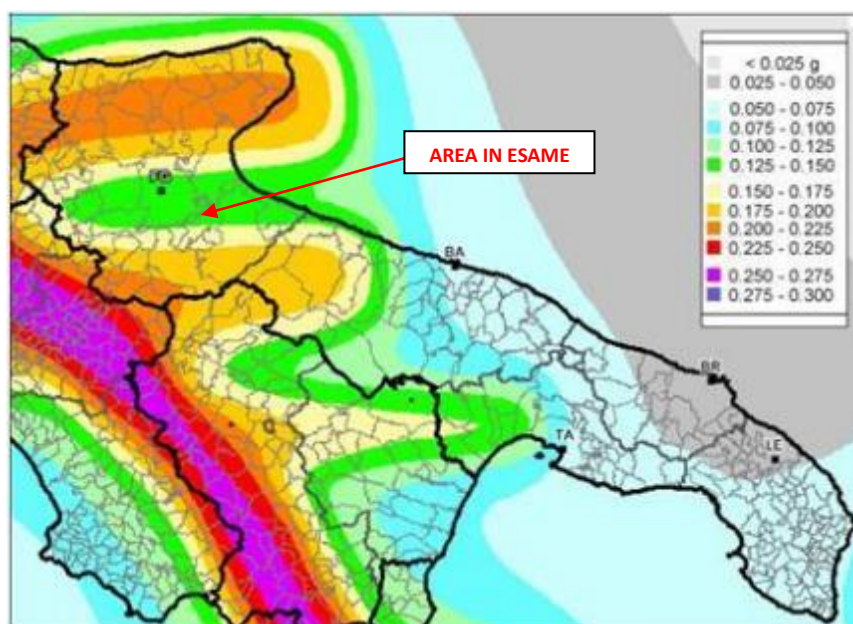 < 0.025 g
0.025 - 0.050
0.050 - 0.075
0.075 - 0.100
0.100 - 0.125
0.125 - 0.150
0.150 - 0.175
0.175 - 0.200
0.200 - 0.225
0.225 - 0.250
0.250 - 0.275
0.275 - 0.300
AREA IN ESAME
FG
BA
BR
TA
LE